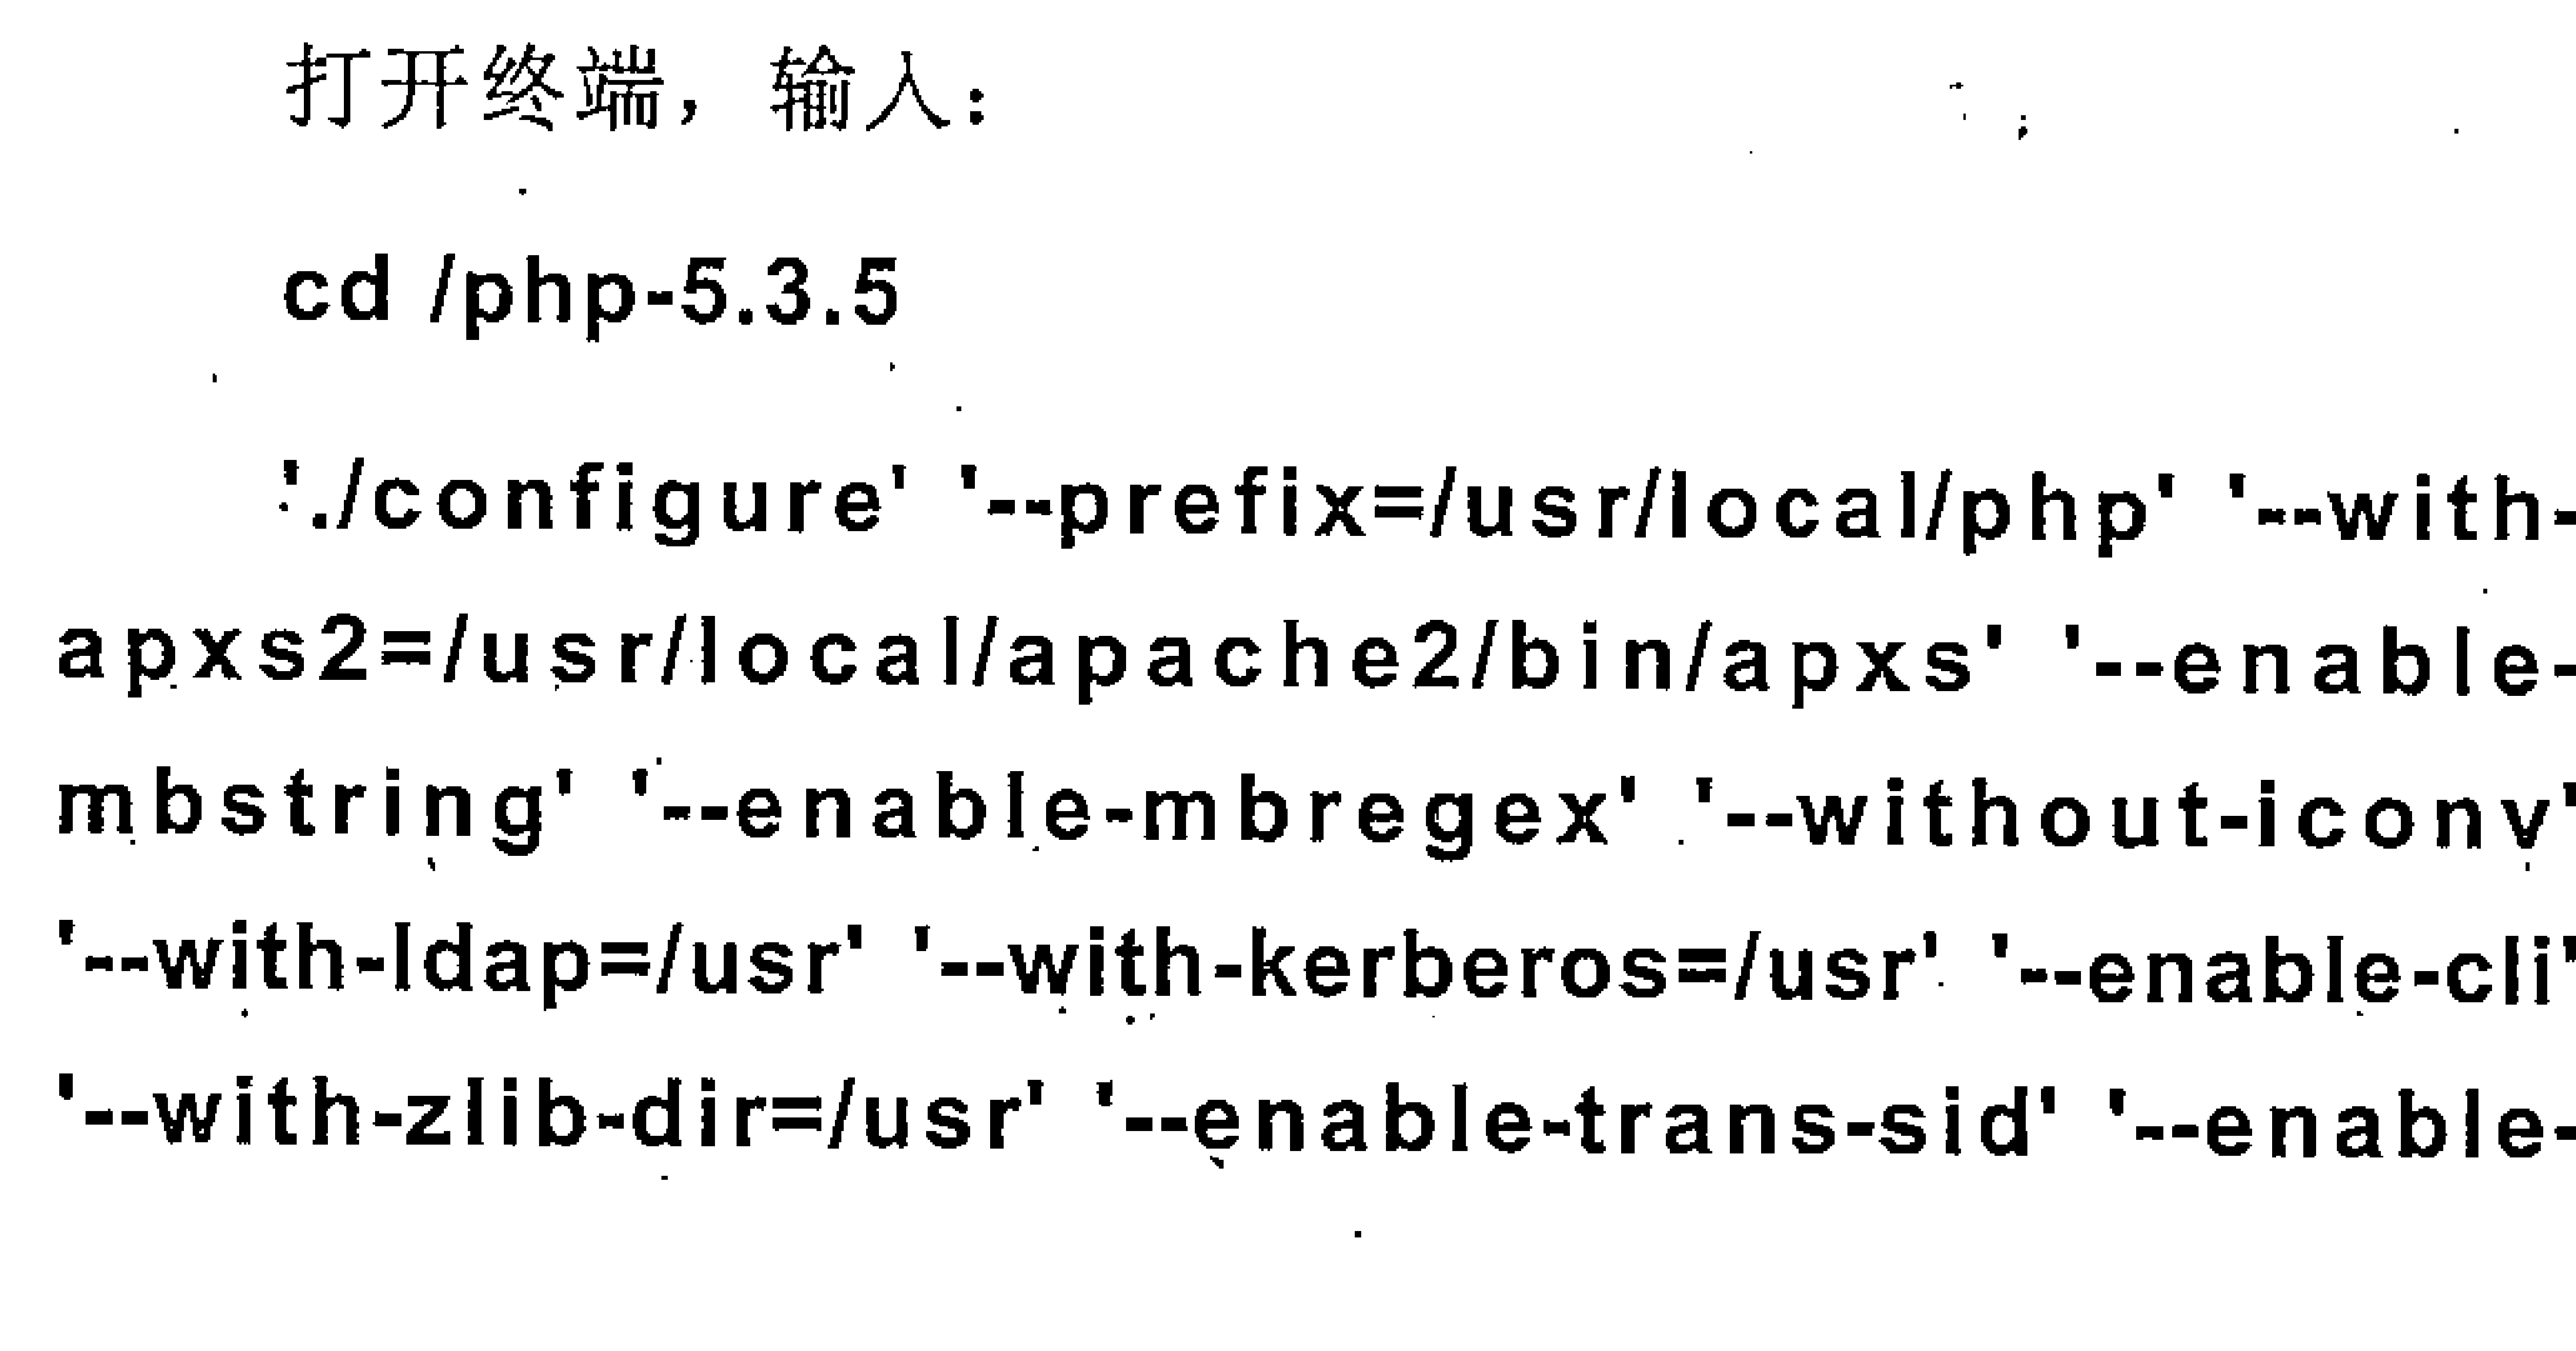 打开终端，输入：
cd /php-5.3.5
'./configure' '--prefix=/usr/local/php' '--with-
apxs2=/usr/local/apache2/bin/apxs' '--enable-
mbstring' '--enable-mbregex' '--without-iconv'
'--with-ldap=/usr' '--with-kerberos=/usr' '--enable-cli'
'--with-zlib-dir=/usr' '--enable-trans-sid' '--enable-